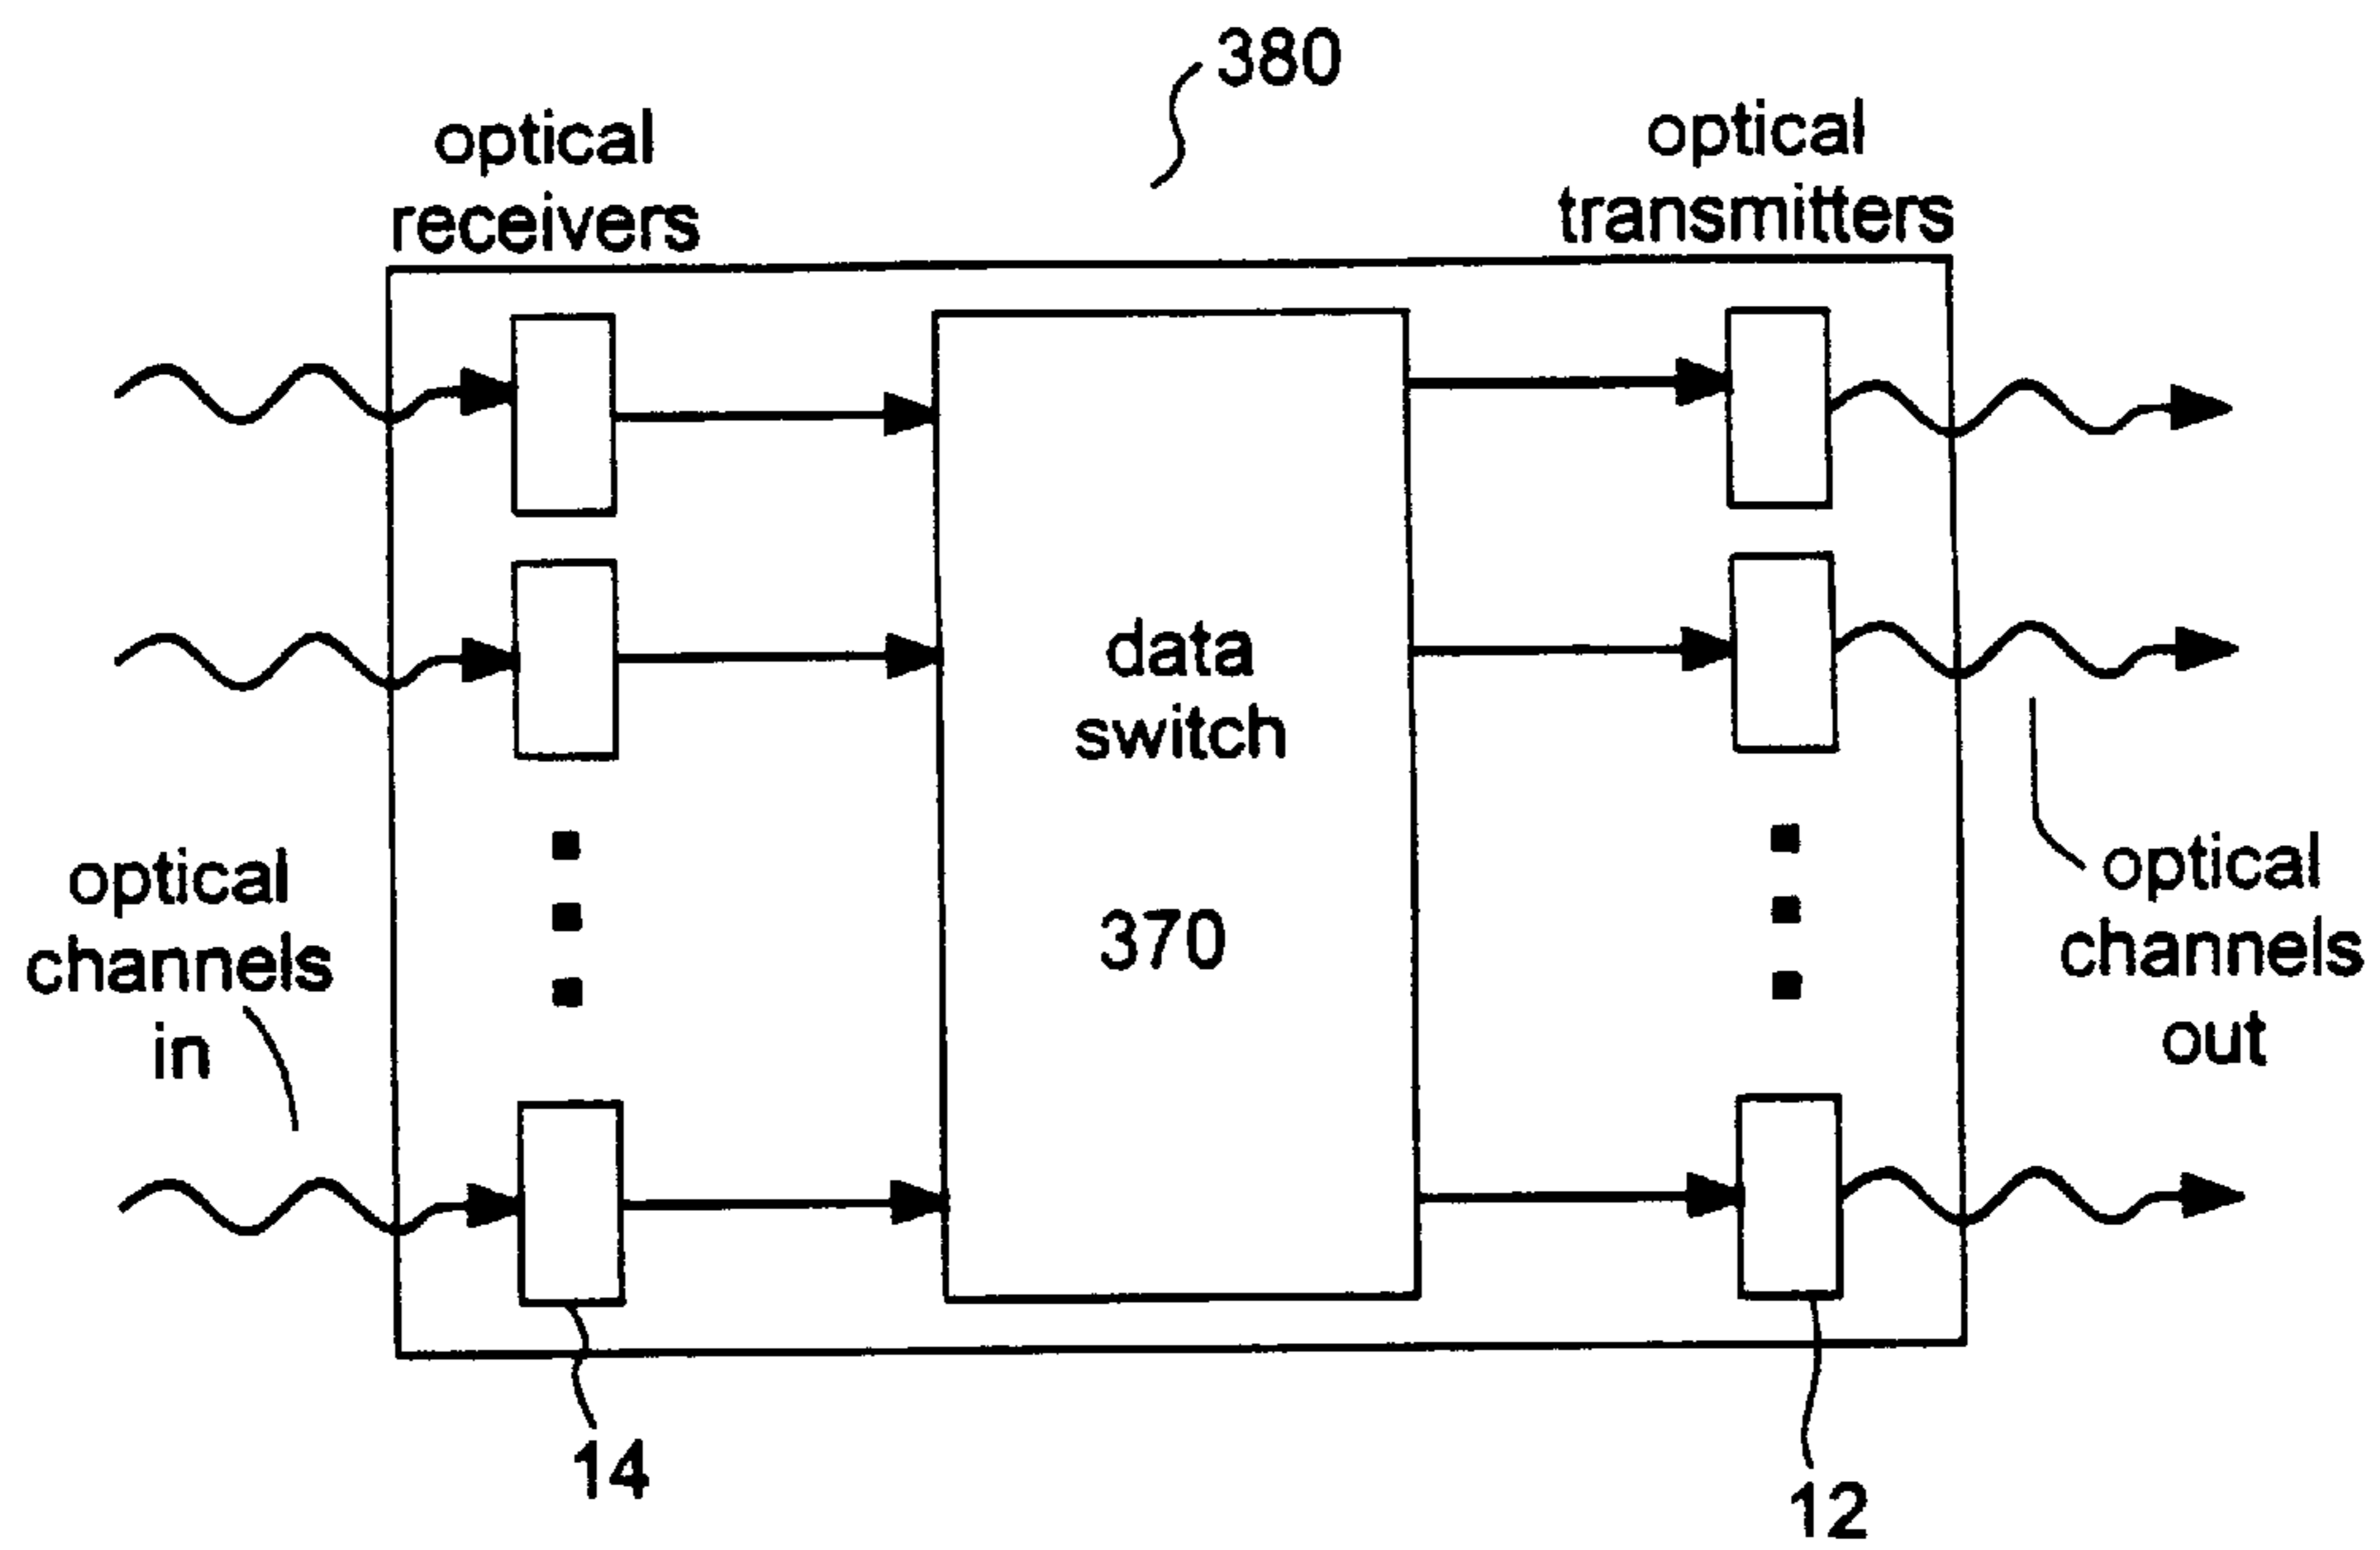 380
optical
receivers
optical
transmitters
data
switch
370
optical
channels
in
optical
channels
out
14
12